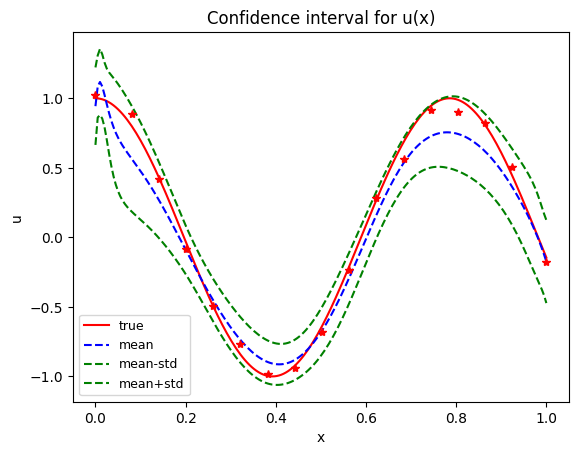 Confidence interval for u(x)
u
1.0
0.5
0.0
−0.5
−1.0
true
mean
mean-std
mean+std
0.0
0.2
0.4
0.6
0.8
1.0
x